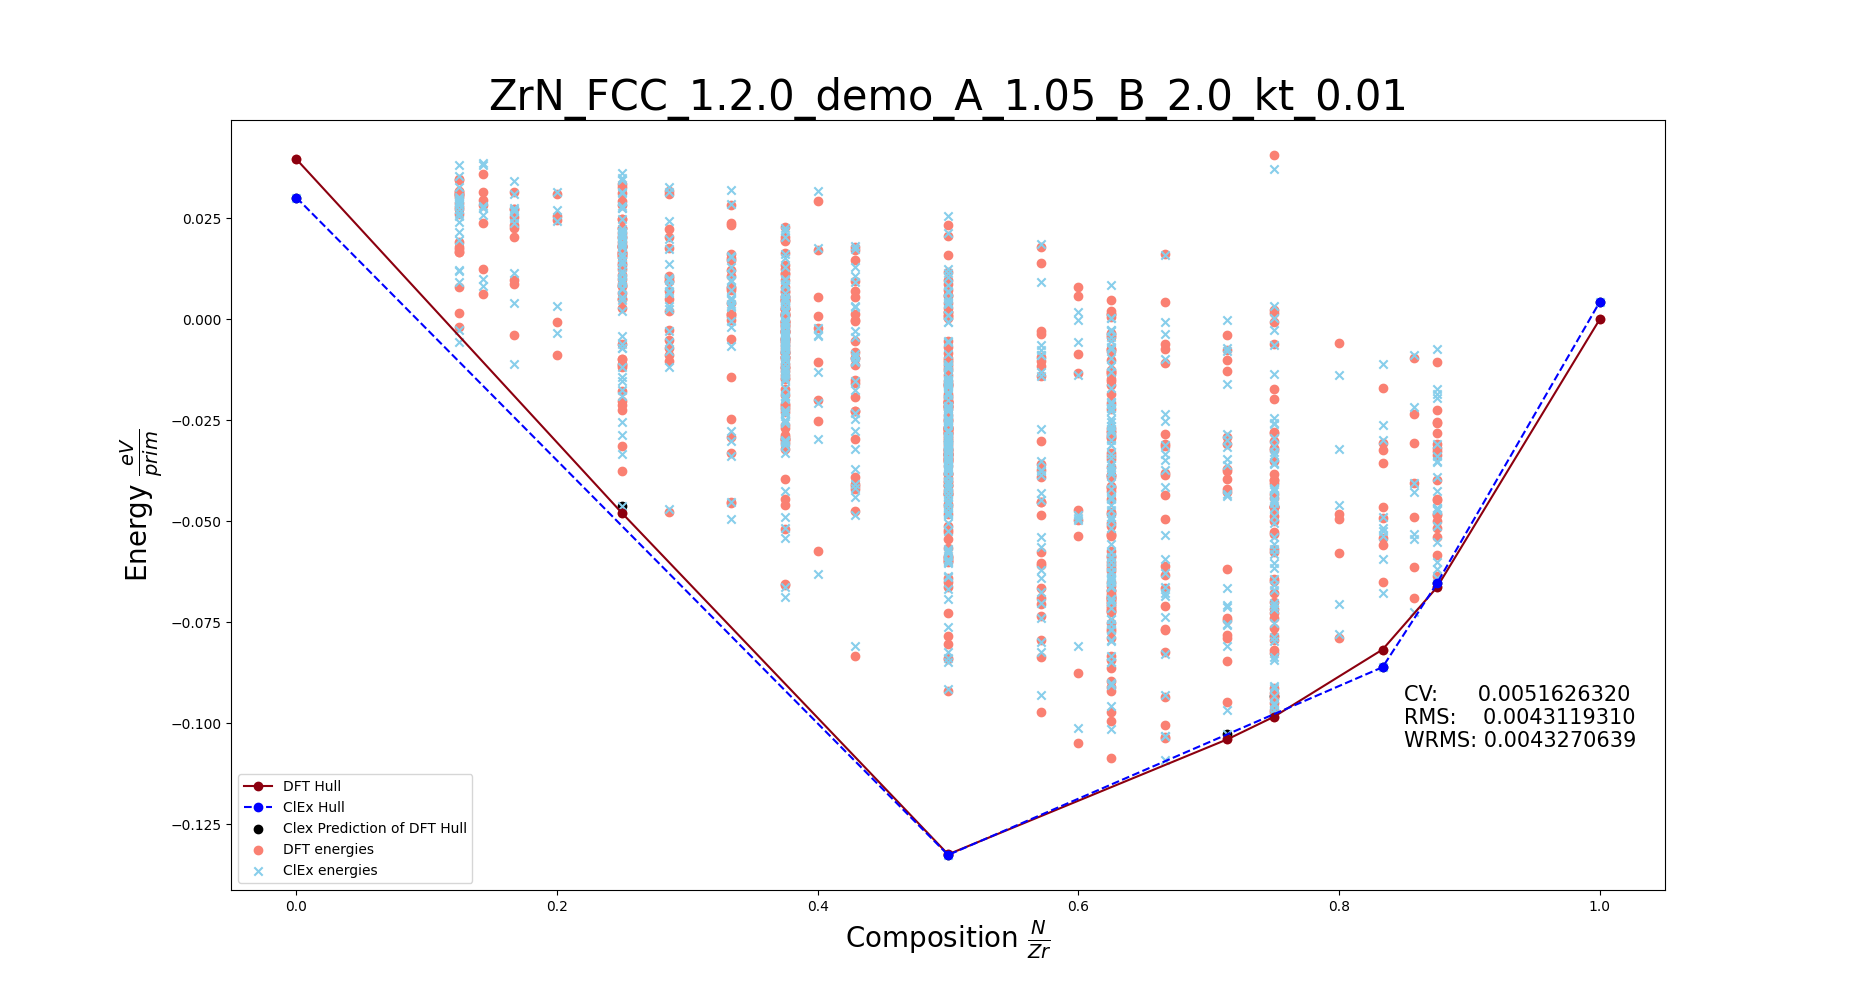 ZrN_FCC_1.2.0_demo_A_1.05_B_2.0_kt_0.01
Energy eV/prim
0.025
0.000
−0.025
−0.050
−0.075
−0.100
−0.125
CV: 0.0051626320
RMS: 0.0043119310
WRMS: 0.0043270639
DFT Hull
ClEx Hull
Clex Prediction of DFT Hull
DFT energies
ClEx energies
0.0 0.2 0.4 0.6 0.8 1.0
Composition N/Zr